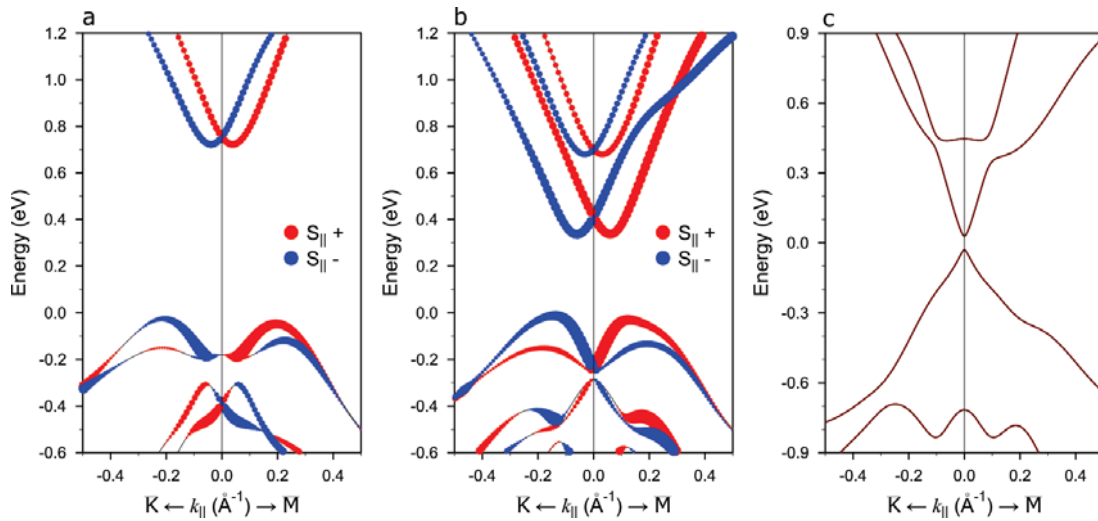 a
1.2
1.0
0.8
0.6
0.4
0.2
0.0
-0.2
-0.4
-0.6
Energy (eV)
S|| +
S|| -
-0.4 -0.2 0.0 0.2 0.4
K̅ ← k|| (Å⁻¹) → M̅
b
1.2
1.0
0.8
0.6
0.4
0.2
0.0
-0.2
-0.4
-0.6
Energy (eV)
S|| +
S|| -
-0.4 -0.2 0.0 0.2 0.4
K̅ ← k|| (Å⁻¹) → M̅
c
0.9
0.6
0.3
0.0
-0.3
-0.6
-0.9
Energy (eV)
-0.4 -0.2 0.0 0.2 0.4
K̅ ← k|| (Å⁻¹) → M̅